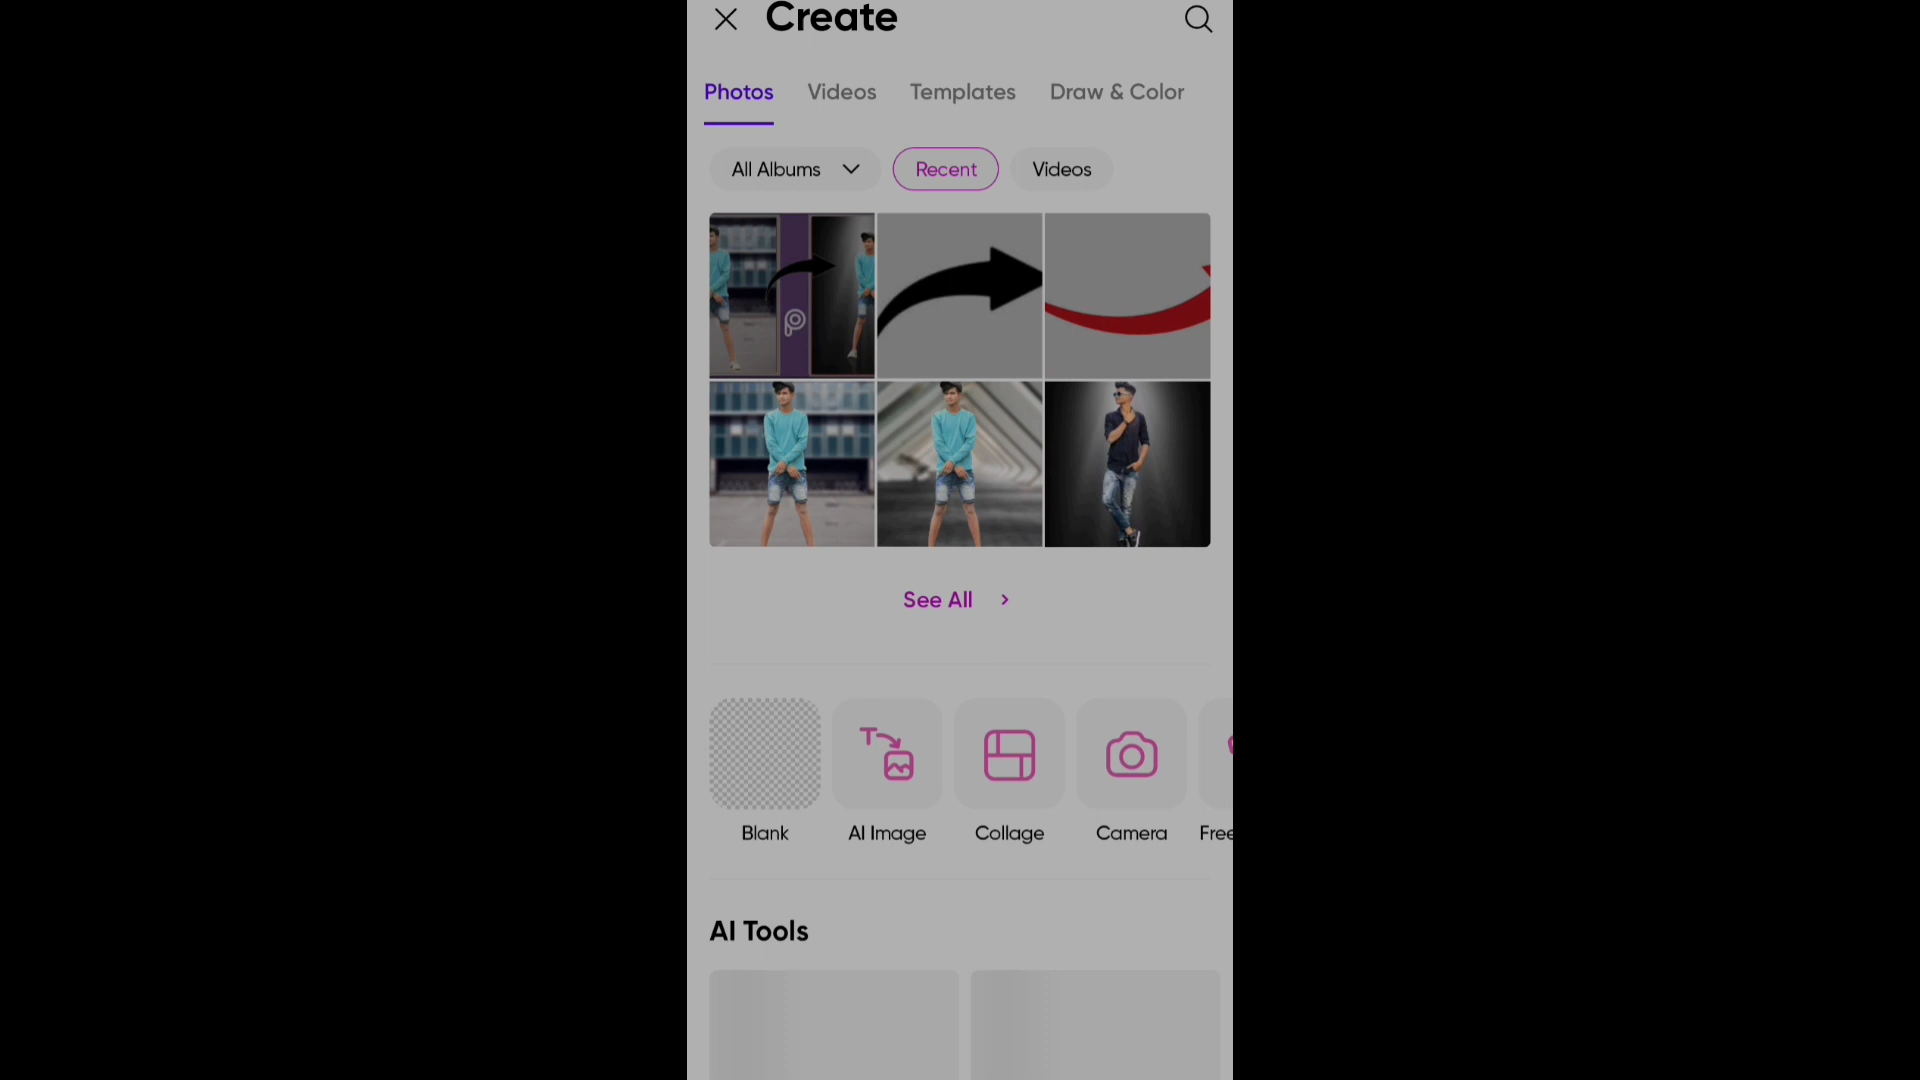 Create
Photos Videos Templates Draw & Color
All Albums Recent Videos
See All
Blank AI Image Collage Camera Free
AI Tools